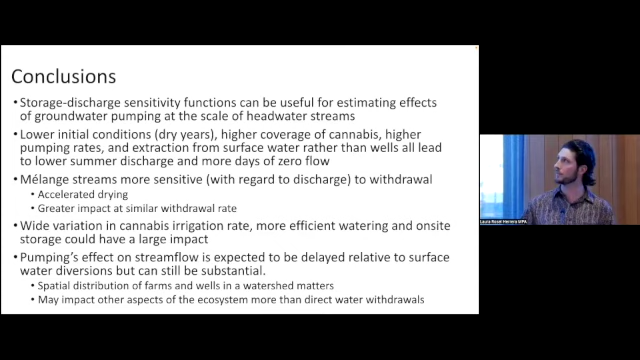 Conclusions
• Storage-discharge sensitivity functions can be useful for estimating effects
of groundwater pumping at the scale of headwater streams
• Lower initial conditions (dry years), higher coverage of cannabis, higher
pumping rates, and extraction from surface water rather than wells all lead
to lower summer discharge and more days of zero flow
• Mélange streams more sensitive (with regard to discharge) to withdrawal
• Accelerated drying
• Greater impact at similar withdrawal rate
• Wide variation in cannabis irrigation rate, more efficient watering and onsite
storage could have a large impact
• Pumping's effect on streamflow is expected to be delayed relative to surface
water diversions but can still be substantial.
• Spatial distribution of farms and wells in a watershed matters
• May impact other aspects of the ecosystem more than direct water withdrawals
Laura Rosel Herrera MPA